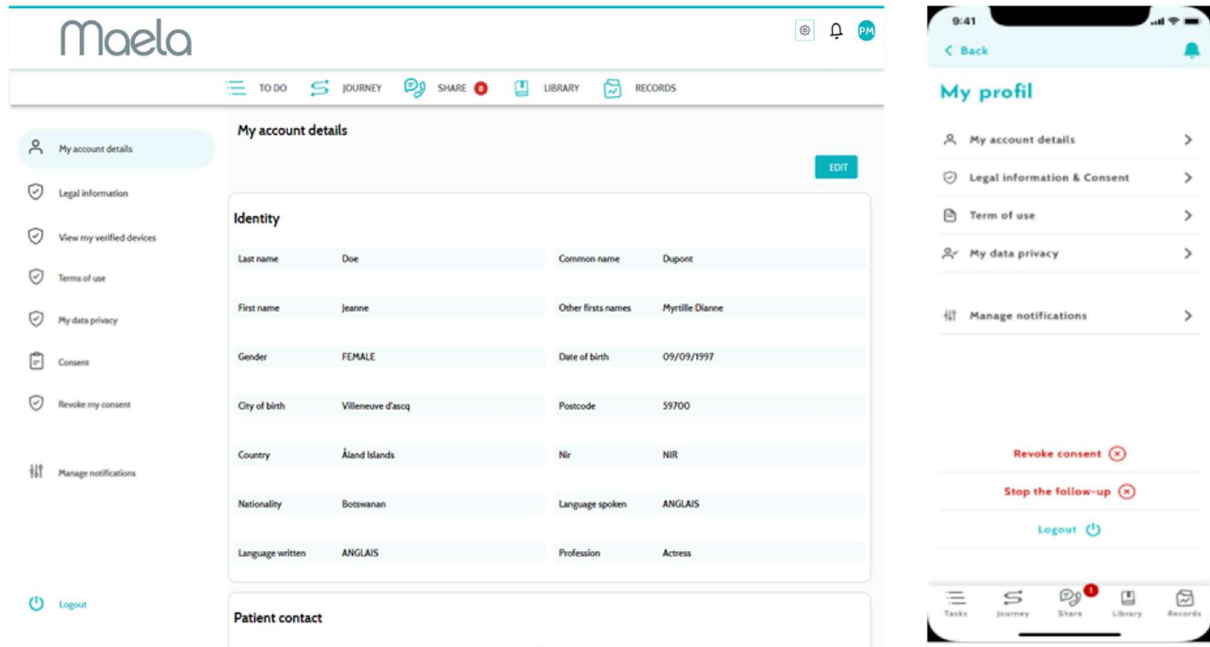 Maela
PM
TO DO JOURNEY SHARE 8 LIBRARY RECORDS
My account details
Legal information
View my verified devices
Terms of use
My data privacy
Consent
Revoke my consent
Manage notifications
Logout
My account details
EDIT
Identity
Last name Doe Common name Dupont
First name Jeanne Other firsts names Myrtille Dianne
Gender FEMALE Date of birth 09/09/1997
City of birth Villeneuve d'ascq Postcode 59700
Country Åland Islands Nir NIR
Nationality Botswanan Language spoken ANGLAIS
Language written ANGLAIS Profession Actress
Patient contact
9:41
Back
My profil
My account details
Legal information & Consent
Term of use
My data privacy
Manage notifications
Revoke consent
Stop the follow-up
Logout
1
Tasks Journey Share Library Records